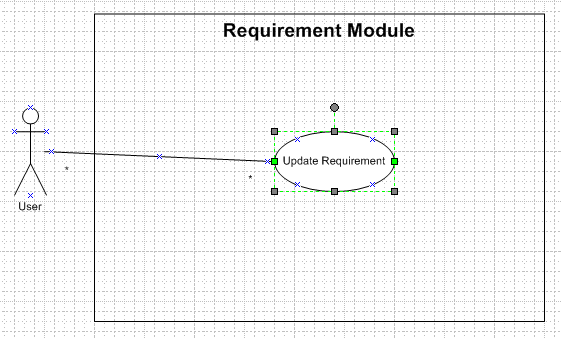 Requirement Module
Update Requirement
*
*
User